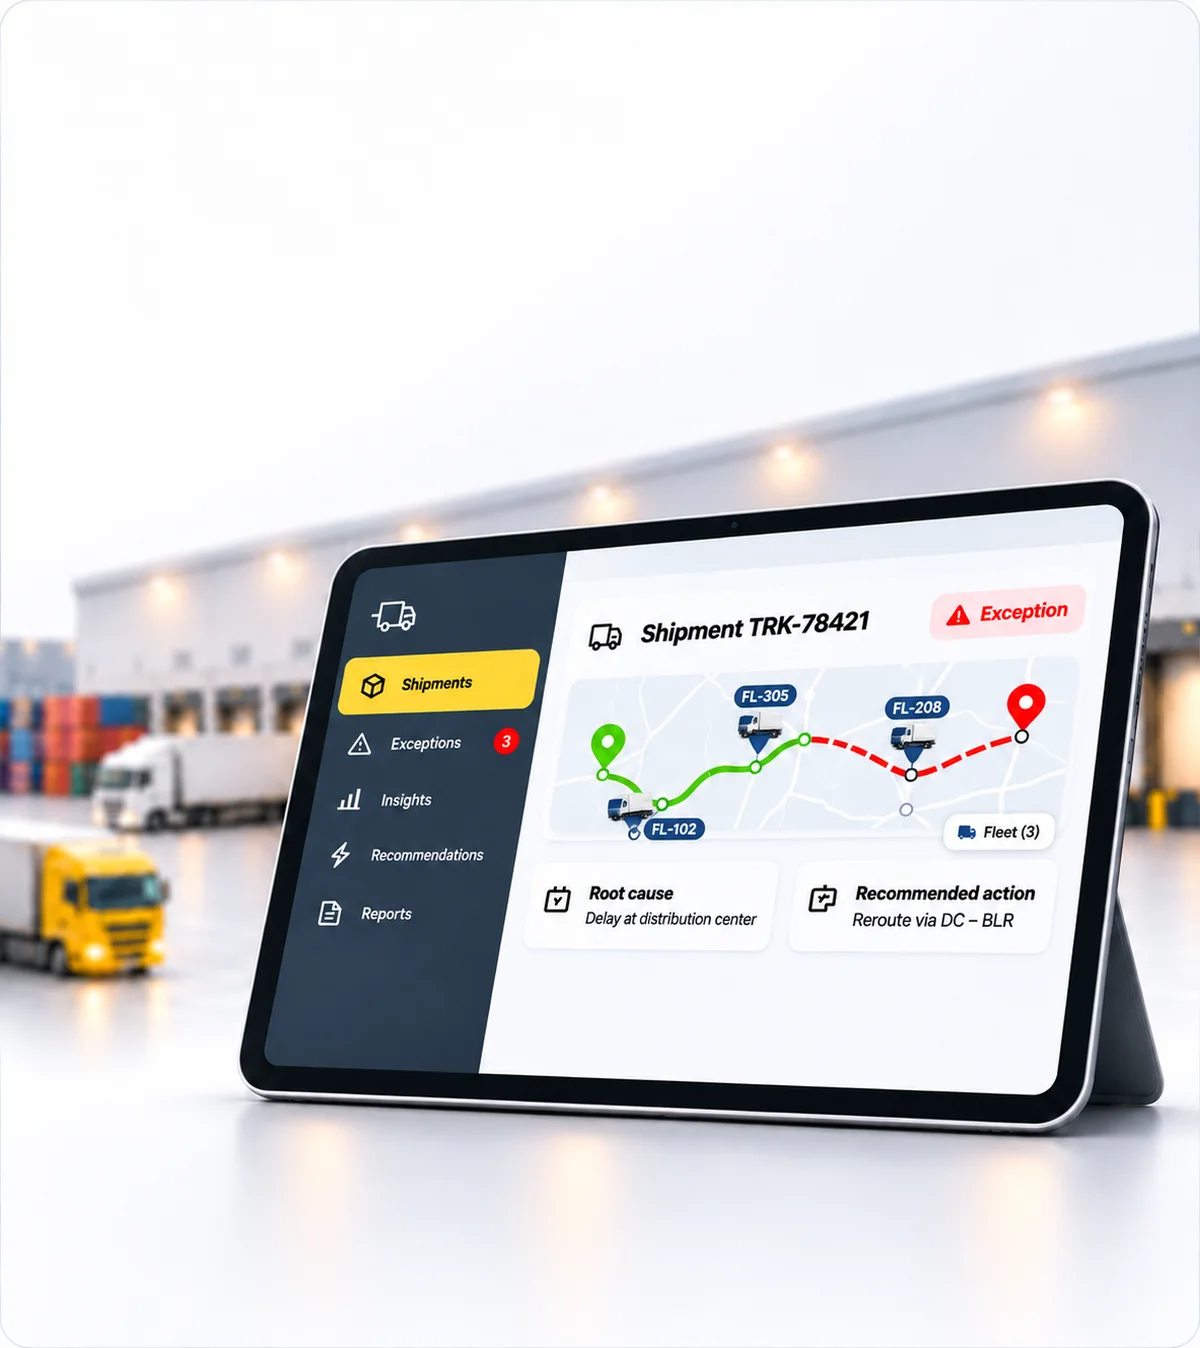 Shipments
Exceptions
3
Insights
Recommendations
Reports
Shipment TRK-78421
Exception
FL-305
FL-208
FL-102
Fleet (3)
Root cause
Delay at distribution center
Recommended action
Reroute via DC – BLR